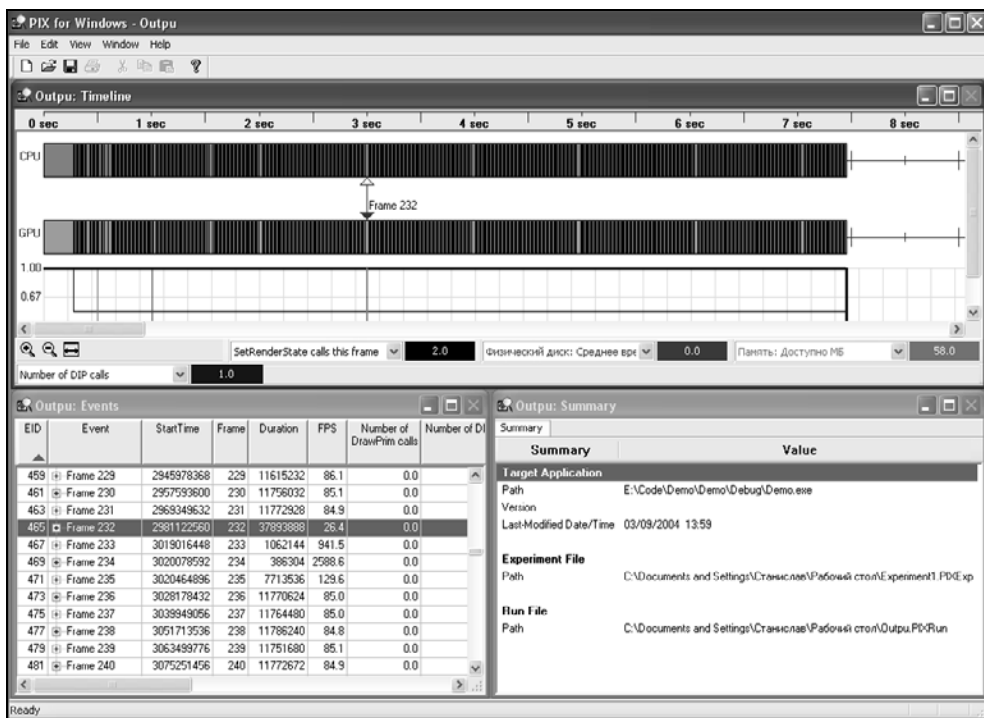 PIX for Windows - Outpu
File Edit View Window Help
Outpu: Timeline
0 sec 1 sec 2 sec 3 sec 4 sec 5 sec 6 sec 7 sec 8 sec
CPU
Frame 232
GPU
1.00
0.67
SetRenderState calls this frame 2.0 Физический диск: Среднее вре 0.0 Память: Доступно МБ 58.0
Number of DIP calls 1.0
Outpu: Events
EID Event StartTime Frame Duration FPS Number of DrawPrim calls Number of DI
459 Frame 229 2945978368 229 11615232 86.1 0.0
461 Frame 230 2957593600 230 11756032 85.1 0.0
463 Frame 231 2969349632 231 11772928 84.9 0.0
465 Frame 232 2981122560 232 37893888 26.4 0.0
467 Frame 233 3019016448 233 1062144 941.5 0.0
469 Frame 234 3020078592 234 386304 2588.6 0.0
471 Frame 235 3020464896 235 7713536 129.6 0.0
473 Frame 236 3028178432 236 11770624 85.0 0.0
475 Frame 237 3039949056 237 11764480 85.0 0.0
477 Frame 238 3051713536 238 11786240 84.8 0.0
479 Frame 239 3063499776 239 11751680 85.1 0.0
481 Frame 240 3075251456 240 11772672 84.9 0.0
Outpu: Summary
Summary
Summary Value
Target Application
Path E:\Code\Demo\Demo\Debug\Demo.exe
Version
Last-Modified Date/Time 03/09/2004 13:59
Experiment File
Path C:\Documents and Settings\Станислав\Рабочий стол\Experiment1.PIXExp
Run File
Path C:\Documents and Settings\Станислав\Рабочий стол\Outpu.PIXRun
Ready